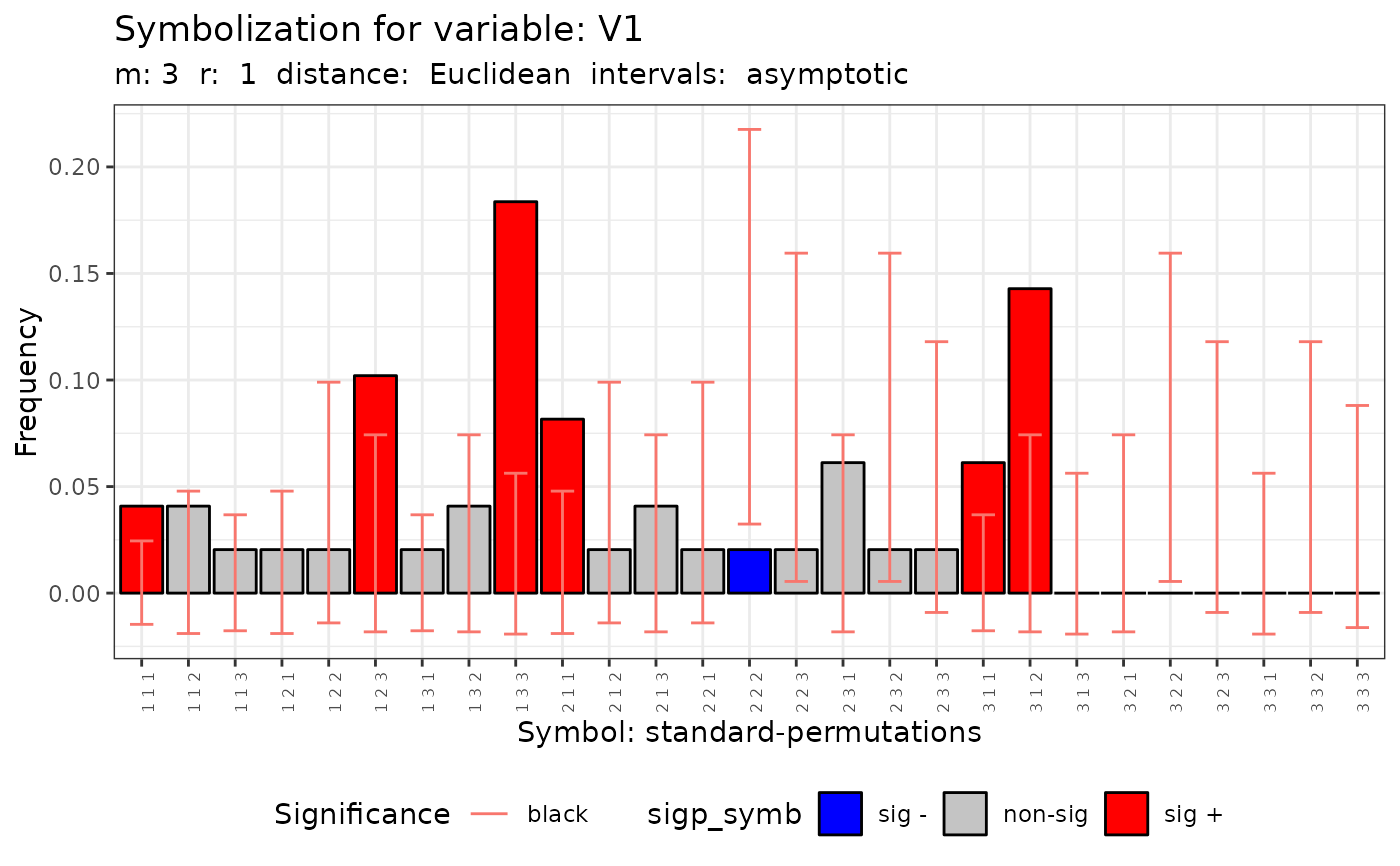 Symbolization for variable: V1
m: 3 r: 1 distance: Euclidean intervals: asymptotic
Frequency
0.20
0.15
0.10
0.05
0.00
1 1 1
1 1 2
1 1 3
1 2 1
1 2 2
1 2 3
1 3 1
1 3 2
1 3 3
2 1 1
2 1 2
2 1 3
2 2 1
2 2 2
2 2 3
2 3 1
2 3 2
2 3 3
3 1 1
3 1 2
3 1 3
3 2 1
3 2 2
3 2 3
3 3 1
3 3 2
3 3 3
Symbol: standard-permutations
Significance black sigp_symb sig - non-sig sig +